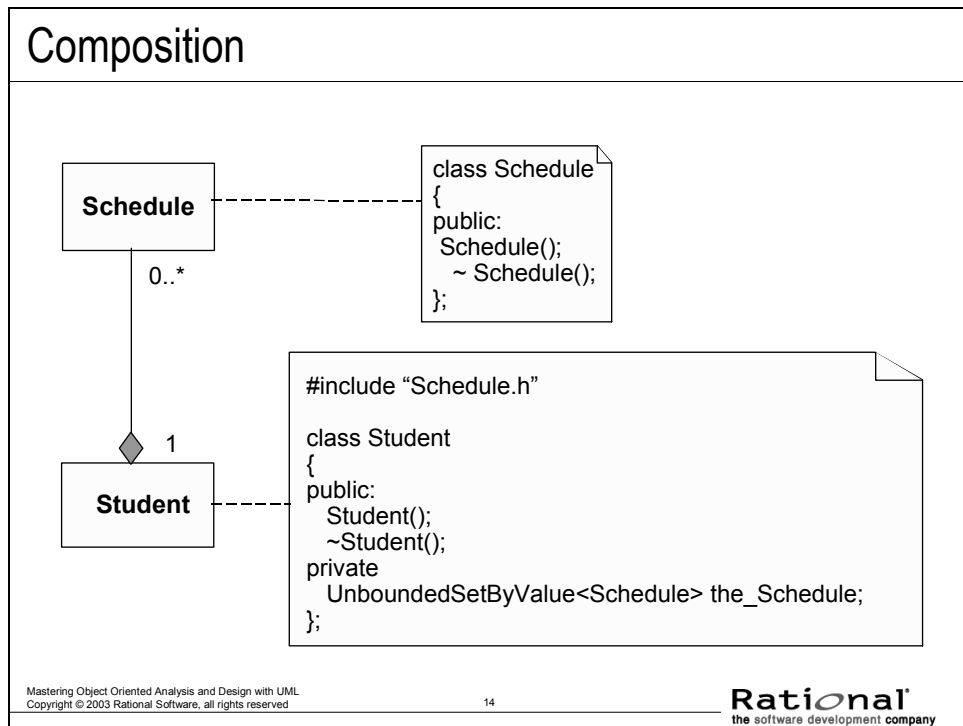 Composition
Schedule
class Schedule
{
public:
Schedule();
~ Schedule();
};
0..*
1
Student
#include “Schedule.h”
class Student
{
public:
Student();
~Student();
private
UnboundedSetByValue<Schedule> the_Schedule;
};
Mastering Object Oriented Analysis and Design with UML
Copyright © 2003 Rational Software, all rights reserved
14
Rational
the software development company